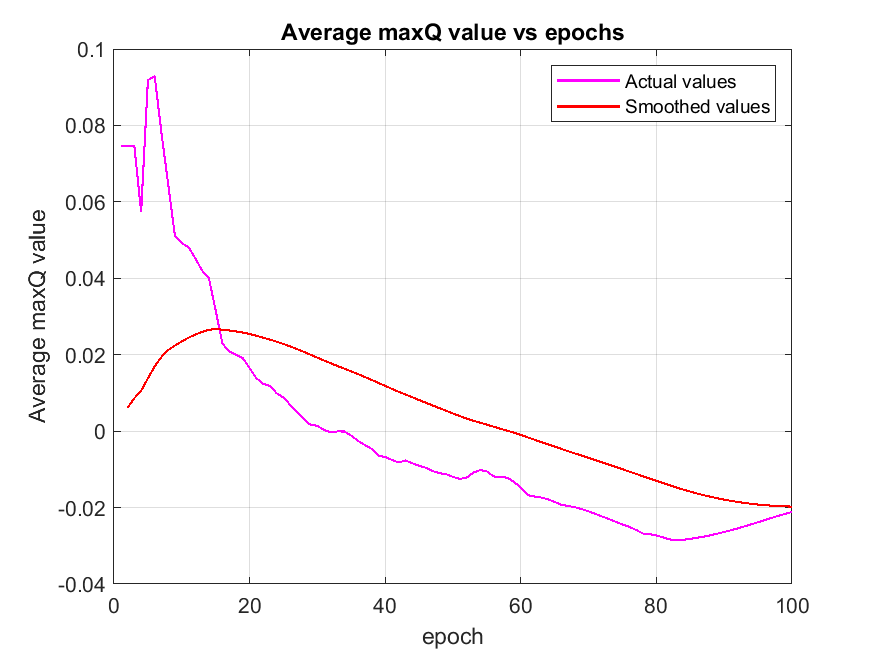 Average maxQ value vs epochs
Actual values
Smoothed values
Average maxQ value
0.1
0.08
0.06
0.04
0.02
0
-0.02
-0.04
0 20 40 60 80 100
epoch